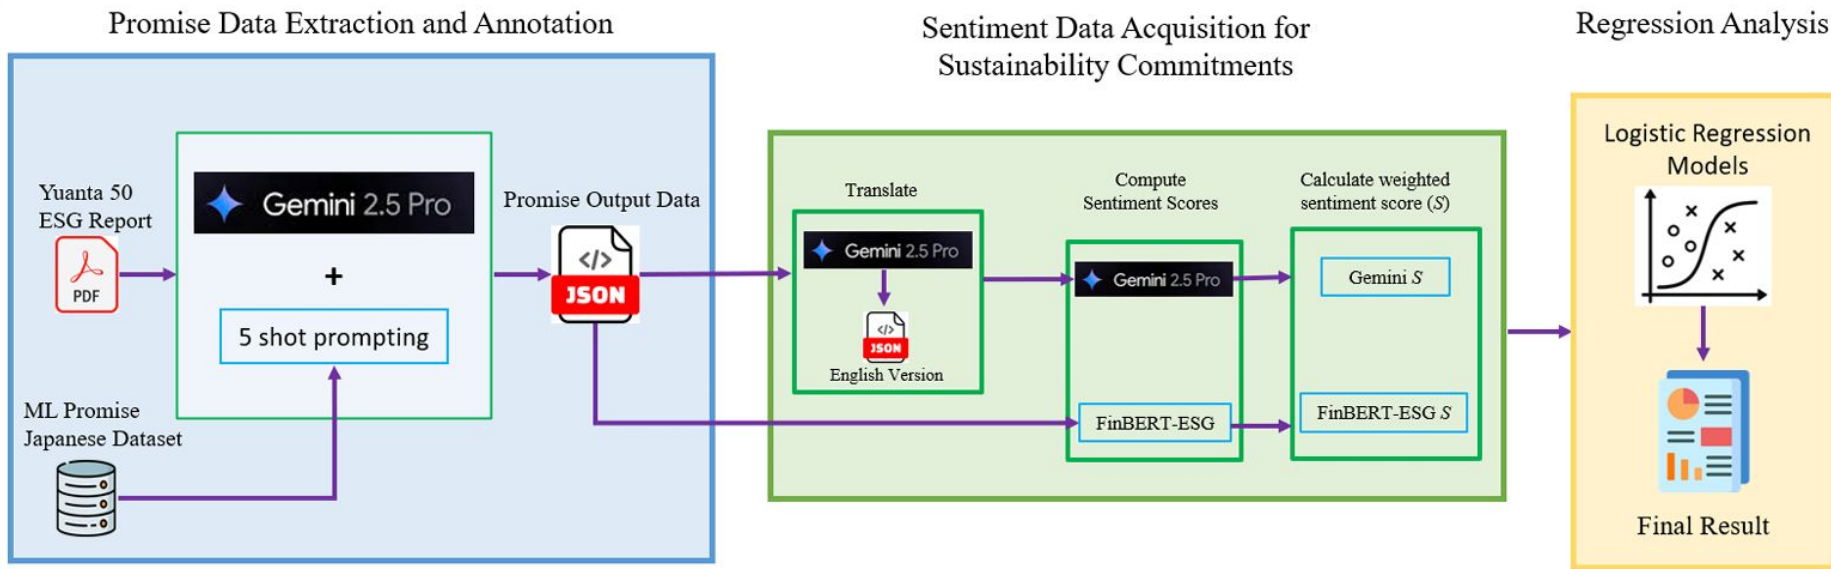 Promise Data Extraction and Annotation
Yuanta 50
ESG Report
PDF
Gemini 2.5 Pro
+
5 shot prompting
ML Promise
Japanese Dataset
Promise Output Data
</>
JSON
Sentiment Data Acquisition for
Sustainability Commitments
Translate
Gemini 2.5 Pro
</>
JSON
English Version
Compute
Sentiment Scores
Gemini 2.5 Pro
FinBERT-ESG
Calculate weighted
sentiment score (S)
Gemini S
FinBERT-ESG S
Regression Analysis
Logistic Regression
Models
Final Result